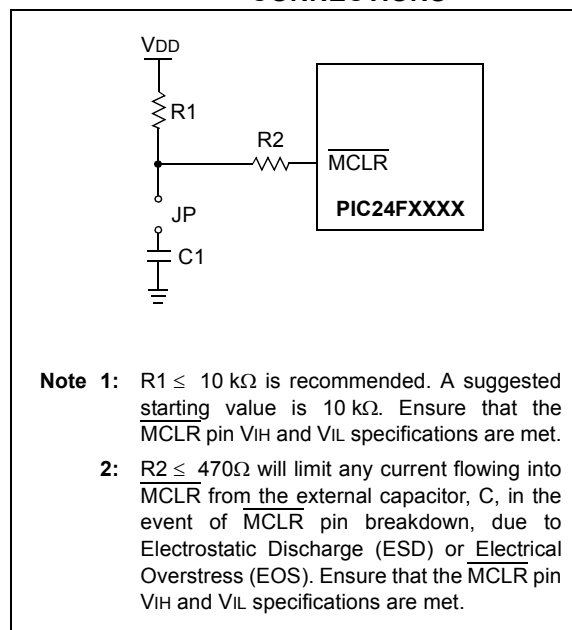 VDD
R1
R2
MCLR
PIC24FXXXX
JP
C1
Note 1: R1 ≤ 10 kΩ is recommended. A suggested
starting value is 10 kΩ. Ensure that the
MCLR pin VIH and VIL specifications are met.
2: R2 ≤ 470Ω will limit any current flowing into
MCLR from the external capacitor, C, in the
event of MCLR pin breakdown, due to
Electrostatic Discharge (ESD) or Electrical
Overstress (EOS). Ensure that the MCLR pin
VIH and VIL specifications are met.